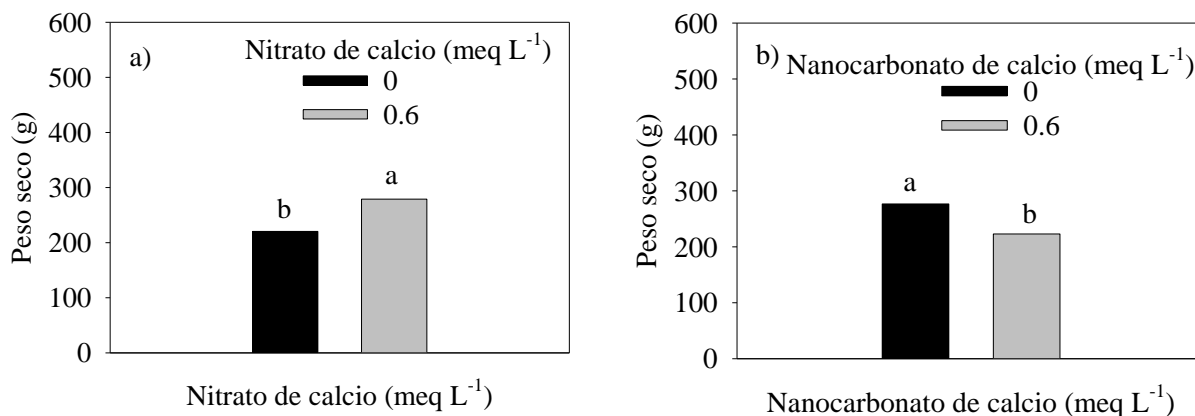 a)
Nitrato de calcio (meq L⁻¹)
0
0.6
Peso seco (g)
600
500
400
300
200
100
0
b
a
Nitrato de calcio (meq L⁻¹)
b)
Nanocarbonato de calcio (meq L⁻¹)
0
0.6
Peso seco (g)
600
500
400
300
200
100
0
a
b
Nanocarbonato de calcio (meq L⁻¹)